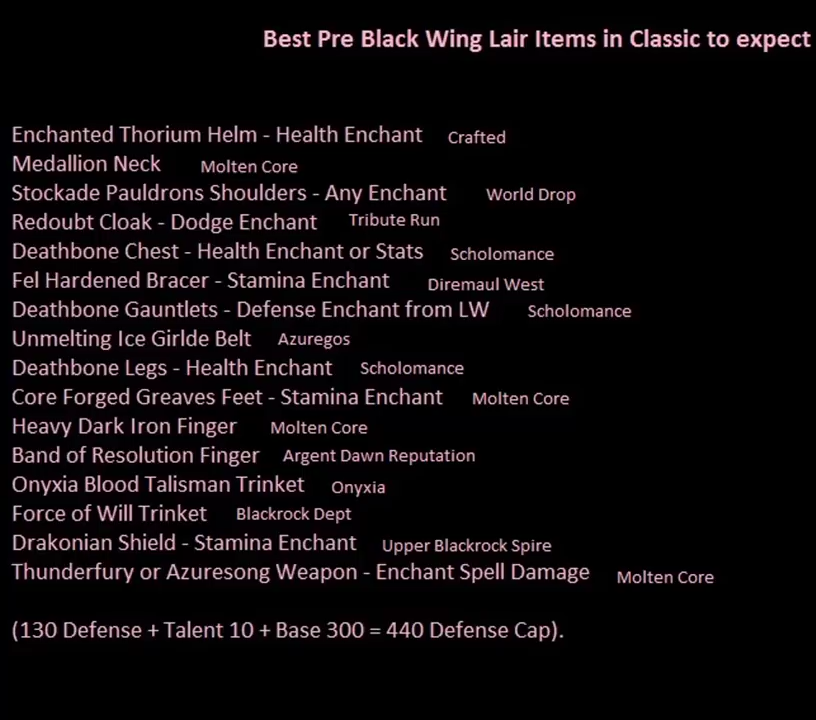 Best Pre Black Wing Lair Items in Classic to expect
Enchanted Thorium Helm - Health Enchant Crafted
Medallion Neck Molten Core
Stockade Pauldrons Shoulders - Any Enchant World Drop
Redoubt Cloak - Dodge Enchant Tribute Run
Deathbone Chest - Health Enchant or Stats Scholomance
Fel Hardened Bracer - Stamina Enchant Diremaul West
Deathbone Gauntlets - Defense Enchant from LW Scholomance
Unmelting Ice Girlde Belt Azuregos
Deathbone Legs - Health Enchant Scholomance
Core Forged Greaves Feet - Stamina Enchant Molten Core
Heavy Dark Iron Finger Molten Core
Band of Resolution Finger Argent Dawn Reputation
Onyxia Blood Talisman Trinket Onyxia
Force of Will Trinket Blackrock Dept
Drakonian Shield - Stamina Enchant Upper Blackrock Spire
Thunderfury or Azuresong Weapon - Enchant Spell Damage Molten Core
(130 Defense + Talent 10 + Base 300 = 440 Defense Cap).